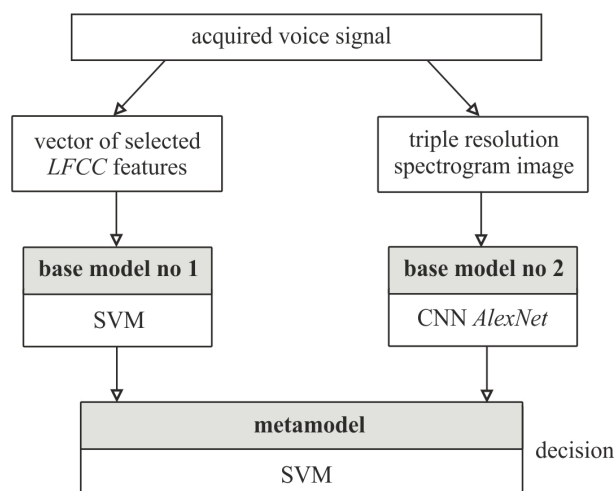 acquired voice signal
vector of selected
LFCC features
triple resolution
spectrogram image
base model no 1
SVM
base model no 2
CNN AlexNet
metamodel
SVM
decision